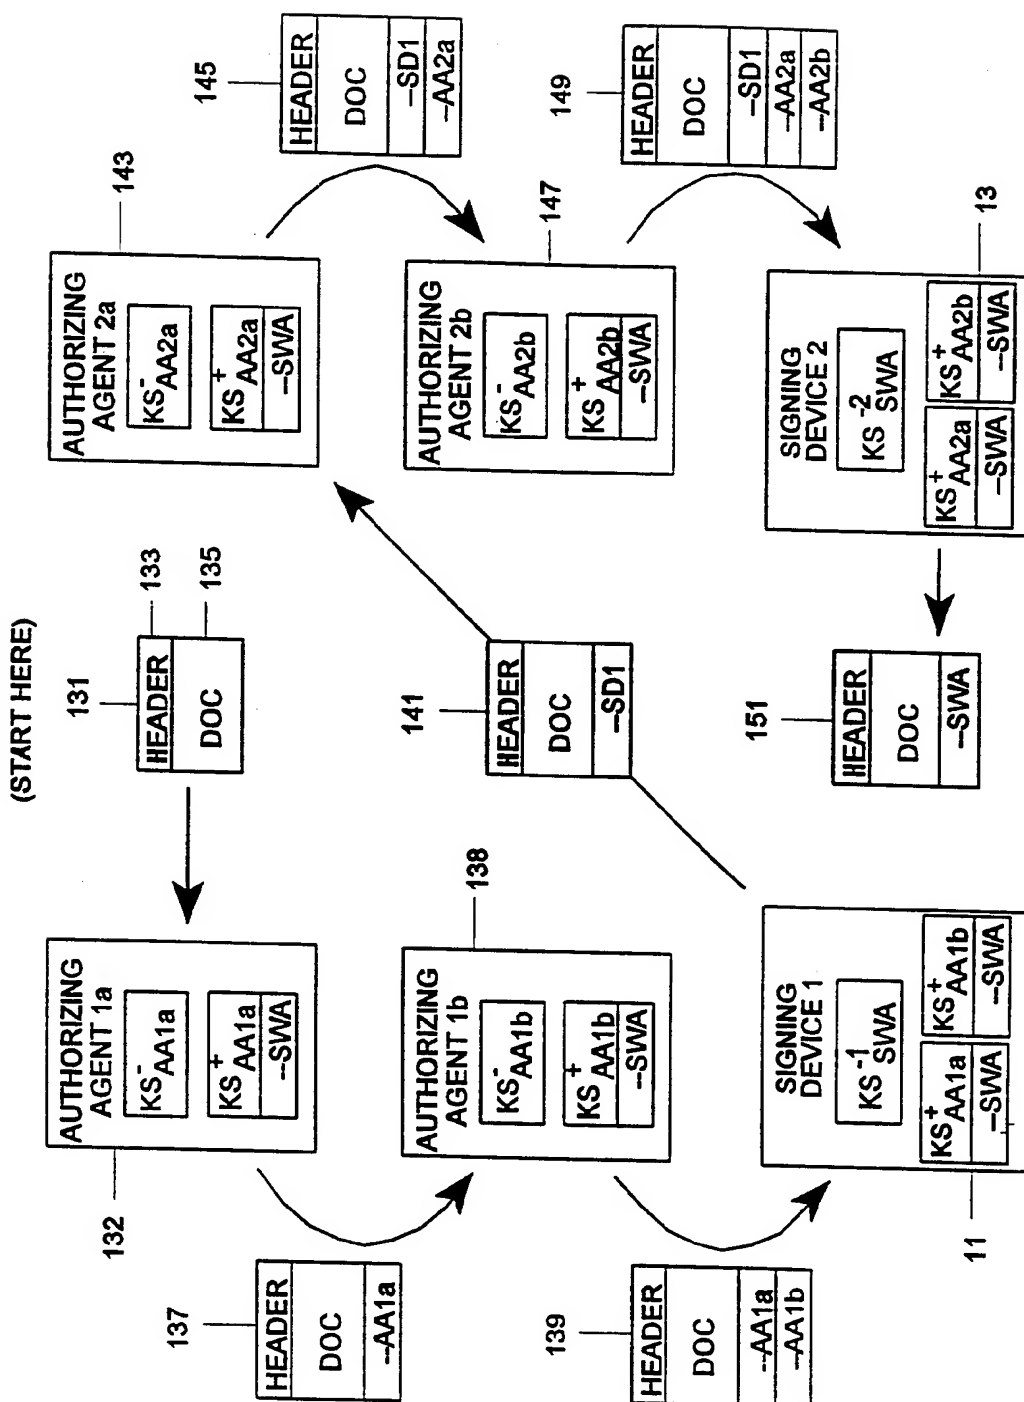 (START HERE)
131
133
135
HEADER
DOC
132
AUTHORIZING
AGENT 1a
KS⁻AA1a
KS⁺AA1a
--SWA
137
HEADER
DOC
--AA1a
138
AUTHORIZING
AGENT 1b
KS⁻AA1b
KS⁺AA1b
--SWA
139
HEADER
DOC
--AA1a
--AA1b
11
SIGNING
DEVICE 1
KS⁻¹SWA
KS⁺AA1a
--SWA
KS⁺AA1b
--SWA
141
HEADER
DOC
--SD1
143
AUTHORIZING
AGENT 2a
KS⁻AA2a
KS⁺AA2a
--SWA
145
HEADER
DOC
--SD1
--AA2a
147
AUTHORIZING
AGENT 2b
KS⁻AA2b
KS⁺AA2b
--SWA
149
HEADER
DOC
--SD1
--AA2a
--AA2b
13
SIGNING
DEVICE 2
KS⁻²SWA
KS⁺AA2a
--SWA
KS⁺AA2b
--SWA
151
HEADER
DOC
--SWA